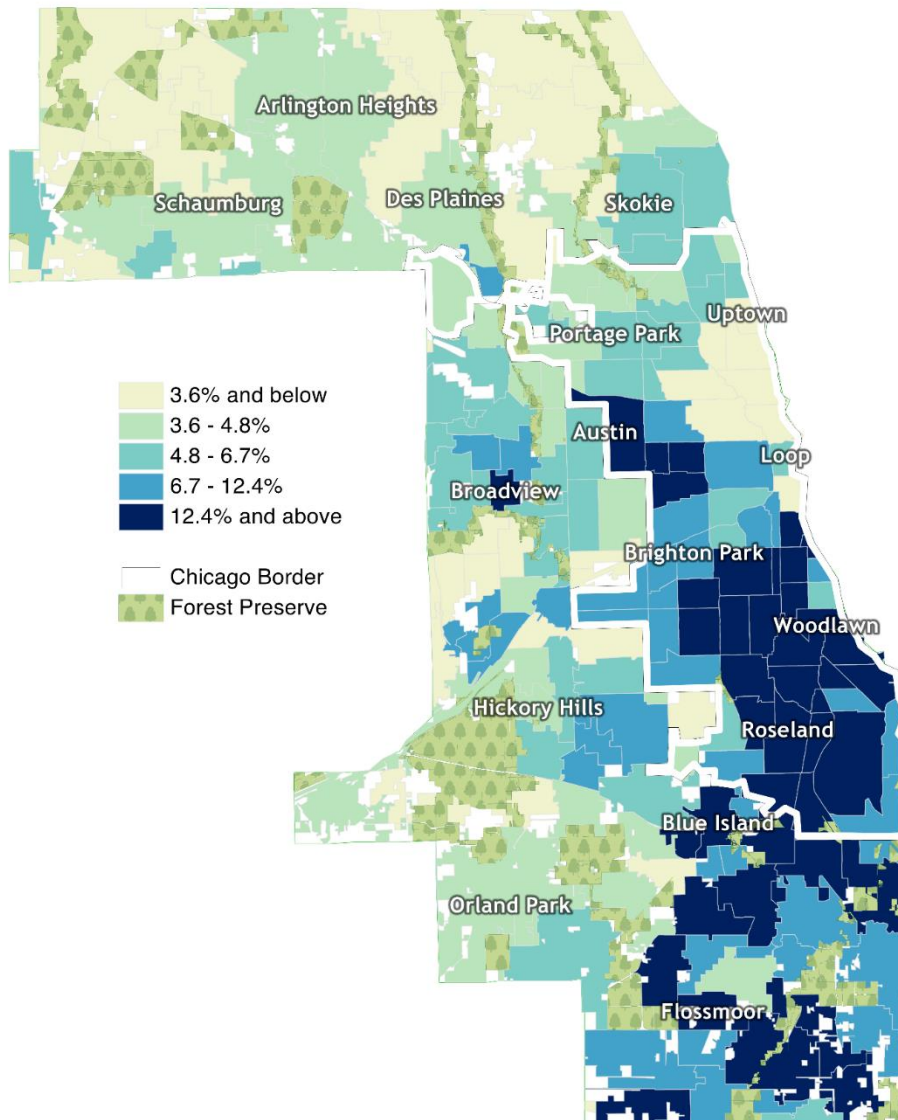 Arlington Heights
Schaumburg
Des Plaines
Skokie
Uptown
Portage Park
3.6% and below
3.6 - 4.8%
4.8 - 6.7%
6.7 - 12.4%
12.4% and above
Chicago Border
Forest Preserve
Austin
Loop
Broadview
Brighton Park
Woodlawn
Hickory Hills
Roseland
Blue Island
Orland Park
Flossmoor